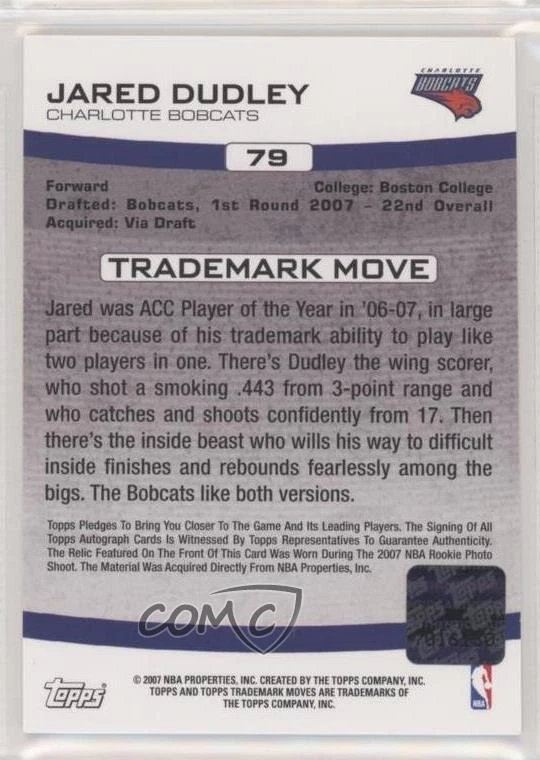 JARED DUDLEY
CHARLOTTE BOBCATS
CHARLOTTE
BOBCATS
79
Forward College: Boston College
Drafted: Bobcats, 1st Round 2007 – 22nd Overall
Acquired: Via Draft
TRADEMARK MOVE
Jared was ACC Player of the Year in '06-07, in large
part because of his trademark ability to play like
two players in one. There's Dudley the wing scorer,
who shot a smoking .443 from 3-point range and
who catches and shoots confidently from 17. Then
there's the inside beast who wills his way to difficult
inside finishes and rebounds fearlessly among the
bigs. The Bobcats like both versions.
Topps Pledges To Bring You Closer To The Game And Its Leading Players. The Signing Of All
Topps Autograph Cards Is Witnessed By Topps Representatives To Guarantee Authenticity.
The Relic Featured On The Front Of This Card Was Worn During The 2007 NBA Rookie Photo
Shoot. The Material Was Acquired Directly From NBA Properties, Inc.
COMC
Topps
© 2007 NBA PROPERTIES, INC. CREATED BY THE TOPPS COMPANY, INC.
TOPPS AND TOPPS TRADEMARK MOVES ARE TRADEMARKS OF
THE TOPPS COMPANY, INC.
NBA